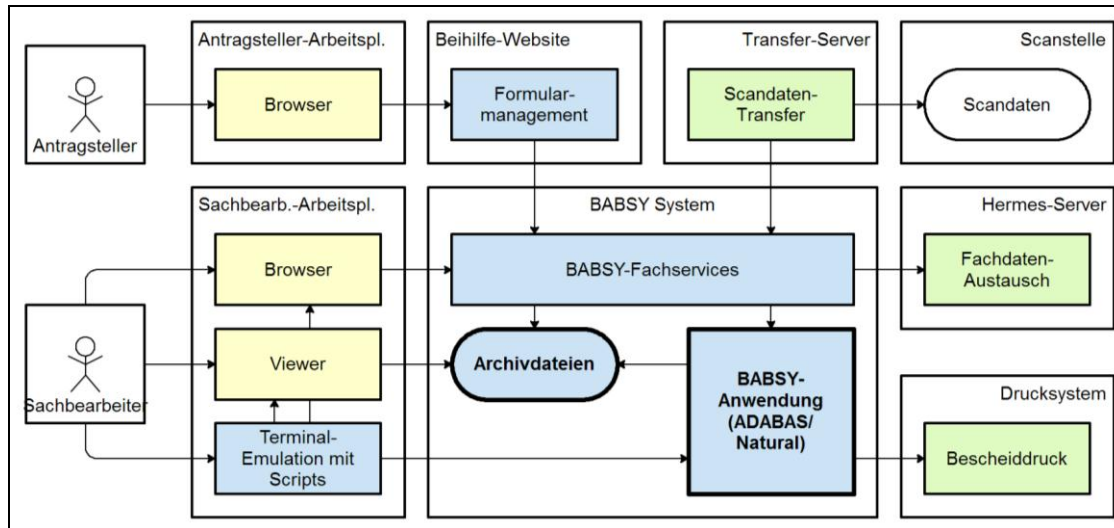 Antragsteller-Arbeitspl.
Beihilfe-Website
Transfer-Server
Scanstelle
Antragsteller
Browser
Formular-
management
Scandaten-
Transfer
Scandaten
Sachbearb.-Arbeitspl.
BABSY System
Hermes-Server
Browser
BABSY-Fachservices
Fachdaten-
Austausch
Sachbearbeiter
Viewer
Archivdateien
BABSY-
Anwendung
(ADABAS/
Natural)
Drucksystem
Terminal-
Emulation mit
Scripts
Bescheiddruck